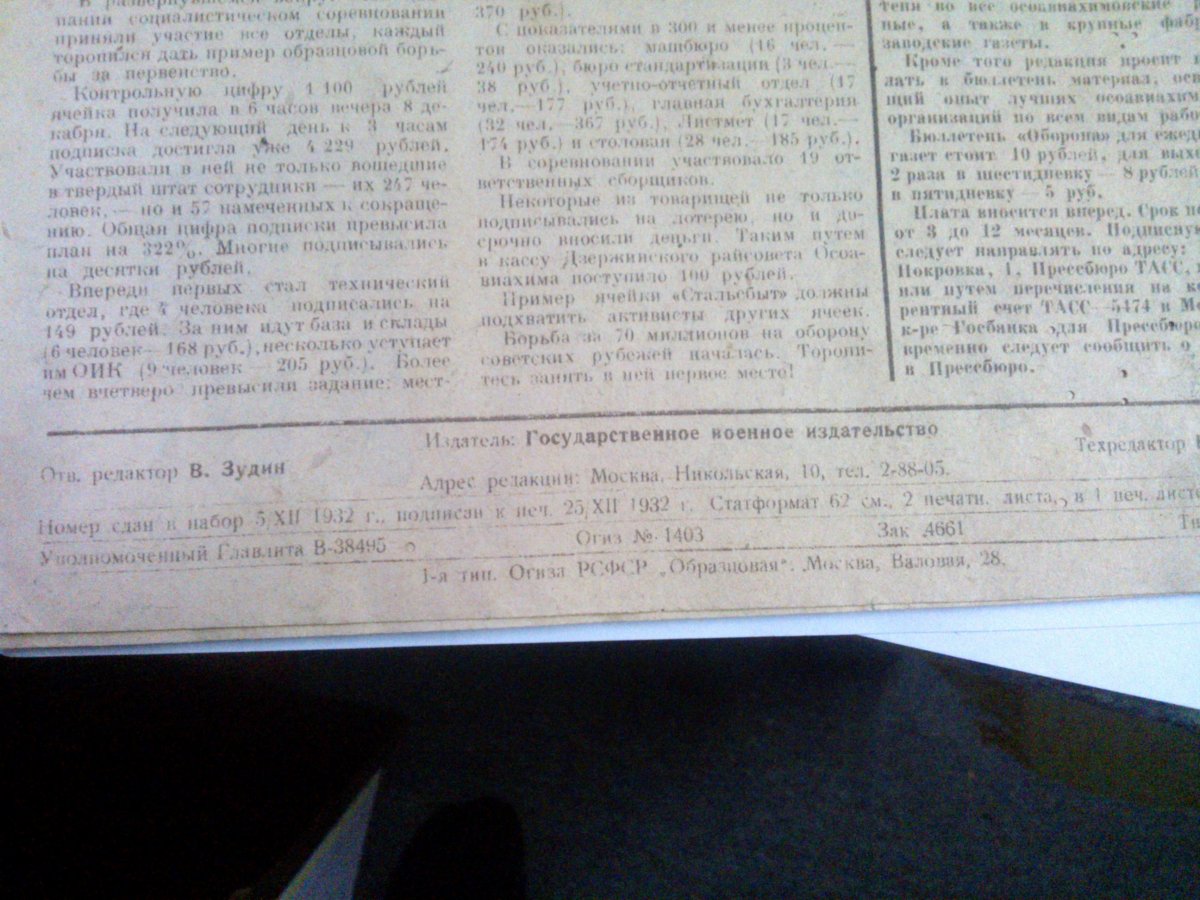 пании социалистическом соревновании
приняли участие все отделы, каждый
торопился дать пример образцовой борь-
бы за первенство.
Контрольную цифру 1 100 рублей
ячейка получила в 6 часов вечера 8 де-
кабря. На следующий день к 3 часам
подписка достигла уже 4 229 рублей.
Участвовали в ней не только вошедшие
в твердый штат сотрудники — их 247 че-
ловек, — но и 57 намеченных к сокраще-
нию. Общая цифра подписки превысила
план на 322%. Многие подписывались
на десятки рублей.
Впереди первых стал технический
отдел, где 4 человека подписались на
149 рублей. За ним идут база и склады
(6 человек — 168 руб.), несколько уступает
им ОИК (9 человек — 205 руб.). Более
чем вчетверо превысили задание: мест-
370 руб.).
С показателями в 300 и менее процен-
тов оказались: машбюро (16 чел. —
240 руб.), бюро стандартизации (3 чел.—
38 руб.), учетно-отчетный отдел (17
чел.—177 руб.), главная бухгалтерия
(32 чел.—367 руб.), Листмет (17 чел.—
174 руб.) и столовая (28 чел.—185 руб.).
В соревновании участвовало 19 от-
ветственных сборщиков.
Некоторые из товарищей не только
подписывались на лотерею, но и до-
срочно вносили деньги. Таким путем
в кассу Дзержинского райсовета Осоа-
виахима поступило 100 рублей.
Пример ячейки «Стальсбыт» должны
подхватить активисты других ячеек.
Борьба за 70 миллионов на оборону
советских рубежей началась. Торопи-
тесь занять в ней первое место!
во все осоавиахимовские
ные, а также в крупные
заводские газеты.
Кроме того редакция просит
лать в бюллетень материал,
щий опыт лучших
организаций по всем видам
Бюллетень «Оборона» для
газет стоит 10 рублей, для
2 раза в шестидневку — 8 рублей
в пятидневку — 5 руб.
Плата вносится вперед. Срок
от 3 до 12 месяцев.
следует направлять по адресу:
Покровка, 1, Прессбюро ТАСС,
или путем перечисления на
рентный счет ТАСС—5474 в
к-ре Госбанка для
временно следует сообщить о
в Прессбюро.
Издатель: Государственное военное издательство
Отв. редактор В. Зудин
Адрес редакции: Москва, Никольская, 10, тел. 2-88-05.
Техредактор
Номер сдан в набор 5/XII 1932 г., подписан к печ. 25/XII 1932 г. Статформат 62 см., 2 печатн. листа, в 1 печ.
Уполномоченный Главлита В-38495 Огиз № 1403 Зак 4661
1-я тип. Огиза РСФСР „Образцовая“. Москва, Валовая, 28.